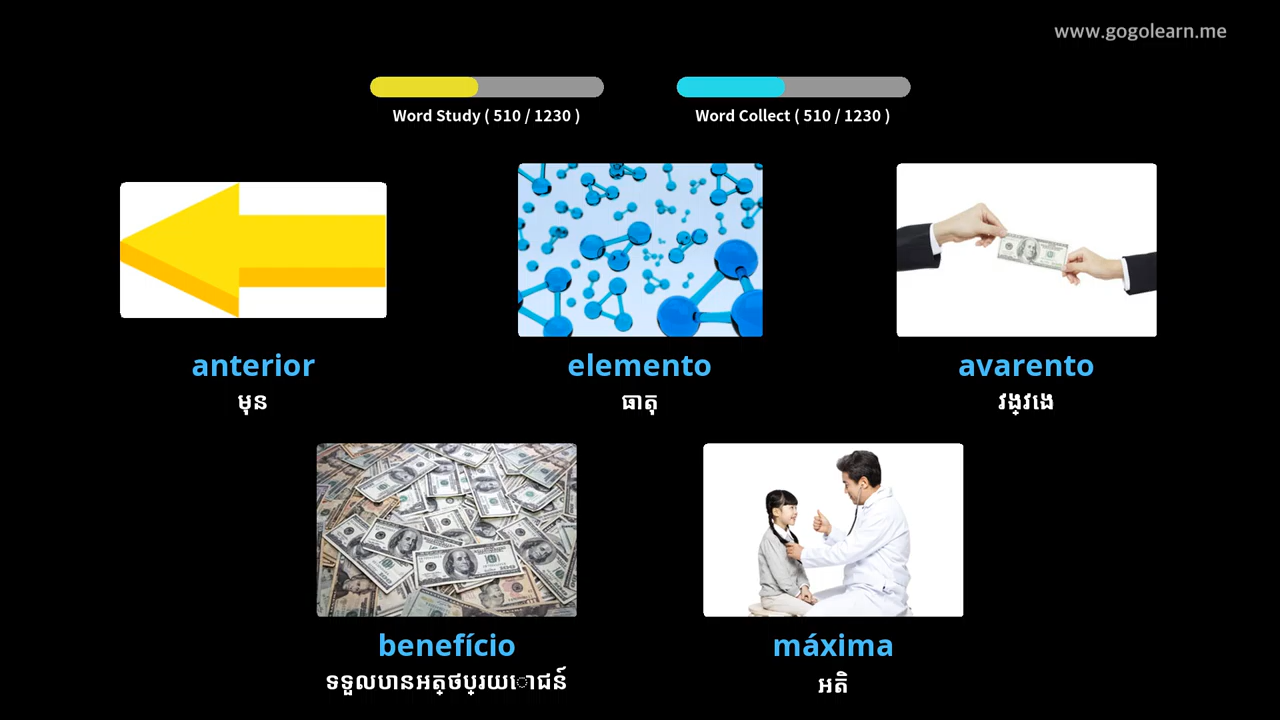 www.gogolearn.me
Word Study ( 510 / 1230 )
Word Collect ( 510 / 1230 )
anterior
elemento
avarento
មុន
ធាតុ
វង្វេង
benefício
máxima
ទទួលបានអត្ថប្រយោជន៍
អតិ